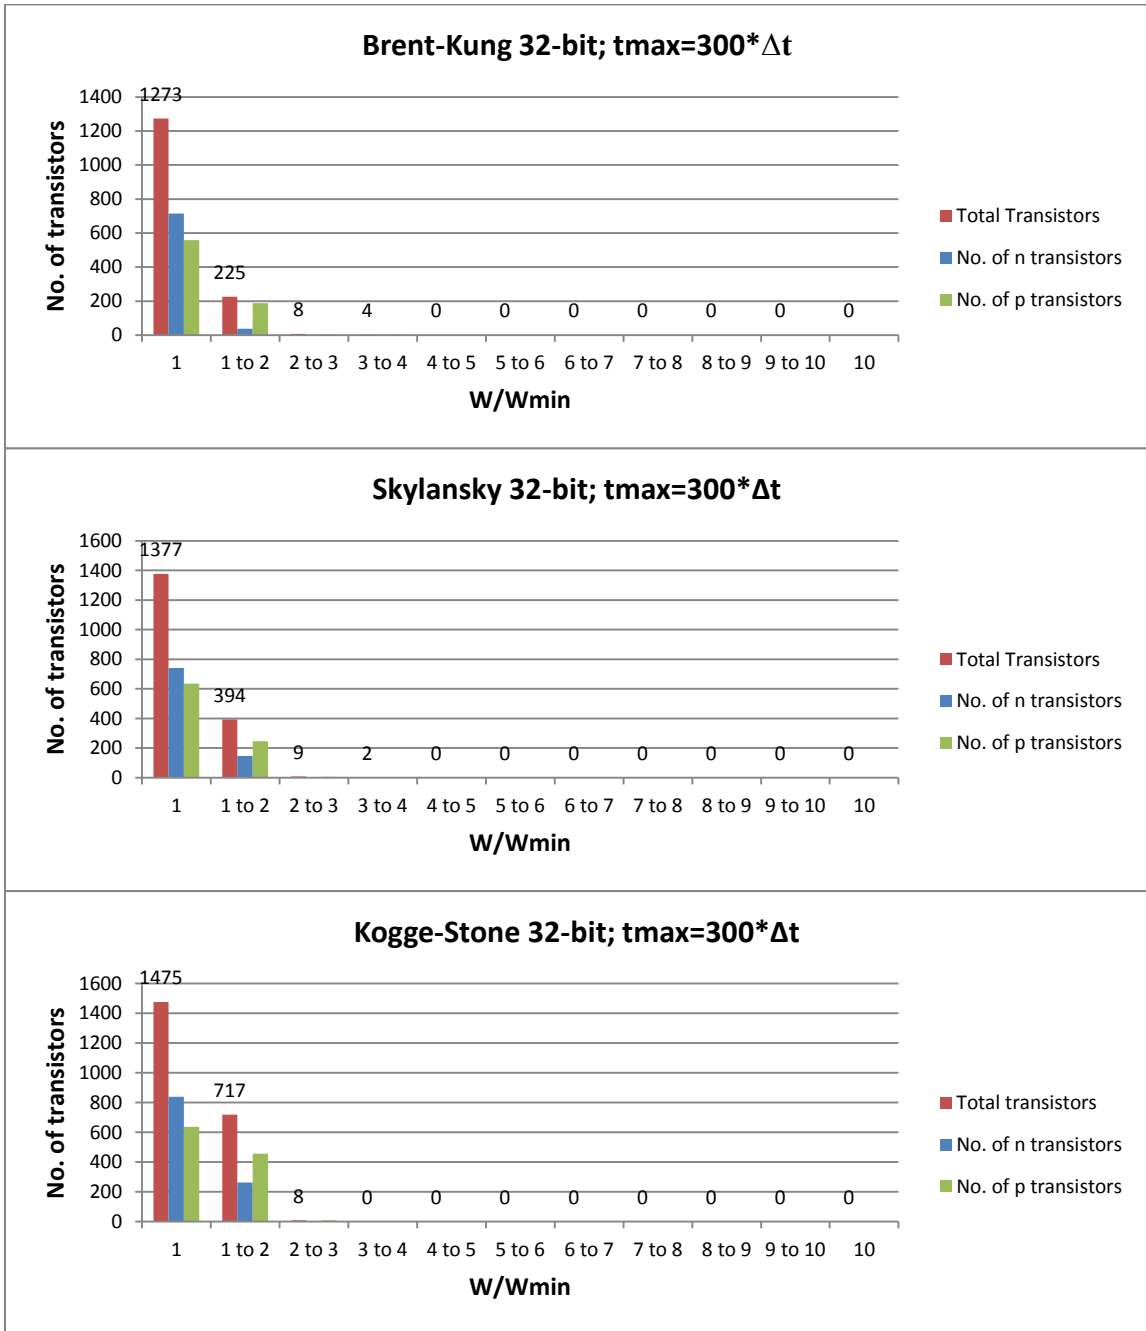 Brent-Kung 32-bit; tmax=300*Δt
No. of transistors
1400
1200
1000
800
600
400
200
0
1273
225
8
4
0
0
0
0
0
0
0
1
1 to 2
2 to 3
3 to 4
4 to 5
5 to 6
6 to 7
7 to 8
8 to 9
9 to 10
10
W/Wmin
Total Transistors
No. of n transistors
No. of p transistors
Skylansky 32-bit; tmax=300*Δt
No. of transistors
1600
1400
1200
1000
800
600
400
200
0
1377
394
9
2
0
0
0
0
0
0
0
1
1 to 2
2 to 3
3 to 4
4 to 5
5 to 6
6 to 7
7 to 8
8 to 9
9 to 10
10
W/Wmin
Total Transistors
No. of n transistors
No. of p transistors
Kogge-Stone 32-bit; tmax=300*Δt
No. of transistors
1600
1400
1200
1000
800
600
400
200
0
1475
717
8
0
0
0
0
0
0
0
0
1
1 to 2
2 to 3
3 to 4
4 to 5
5 to 6
6 to 7
7 to 8
8 to 9
9 to 10
10
W/Wmin
Total transistors
No. of n transistors
No. of p transistors